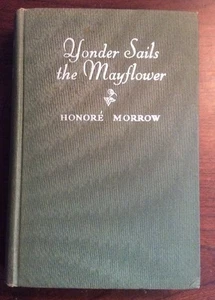 Yonder Sails
the Mayflower
HONORÉ MORROW